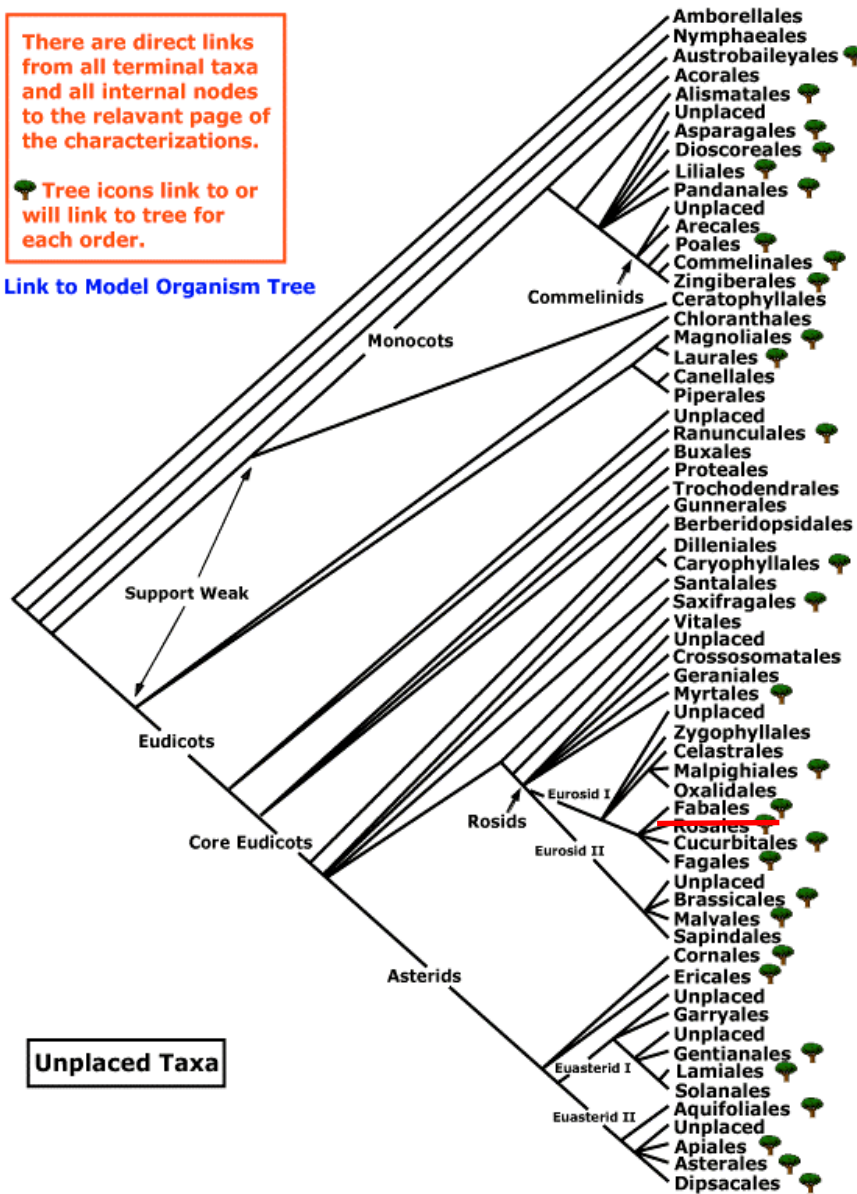 There are direct links
from all terminal taxa
and all internal nodes
to the relavant page of
the characterizations.
Tree icons link to or
will link to tree for
each order.
Link to Model Organism Tree
Amborellales
Nymphaeales
Austrobaileyales
Acorales
Alismatales
Unplaced
Asparagales
Dioscoreales
Liliales
Pandanales
Unplaced
Arecales
Poales
Commelinales
Zingiberales
Commelinids
Ceratophyllales
Chloranthales
Monocots
Magnoliales
Laurales
Canellales
Piperales
Unplaced
Ranunculales
Buxales
Proteales
Trochodendrales
Gunnerales
Berberidopsidales
Dilleniales
Caryophyllales
Support Weak
Santalales
Saxifragales
Vitales
Unplaced
Crossosomatales
Geraniales
Myrtales
Unplaced
Eudicots
Zygophyllales
Celastrales
Malpighiales
Oxalidales
Eurosid I
Fabales
Rosids
Rosales
Core Eudicots
Cucurbitales
Eurosid II
Fagales
Unplaced
Brassicales
Malvales
Sapindales
Cornales
Asterids
Ericales
Unplaced
Garryales
Unplaced
Gentianales
Unplaced Taxa
Euasterid I
Lamiales
Solanales
Aquifoliales
Euasterid II
Unplaced
Apiales
Asterales
Dipsacales